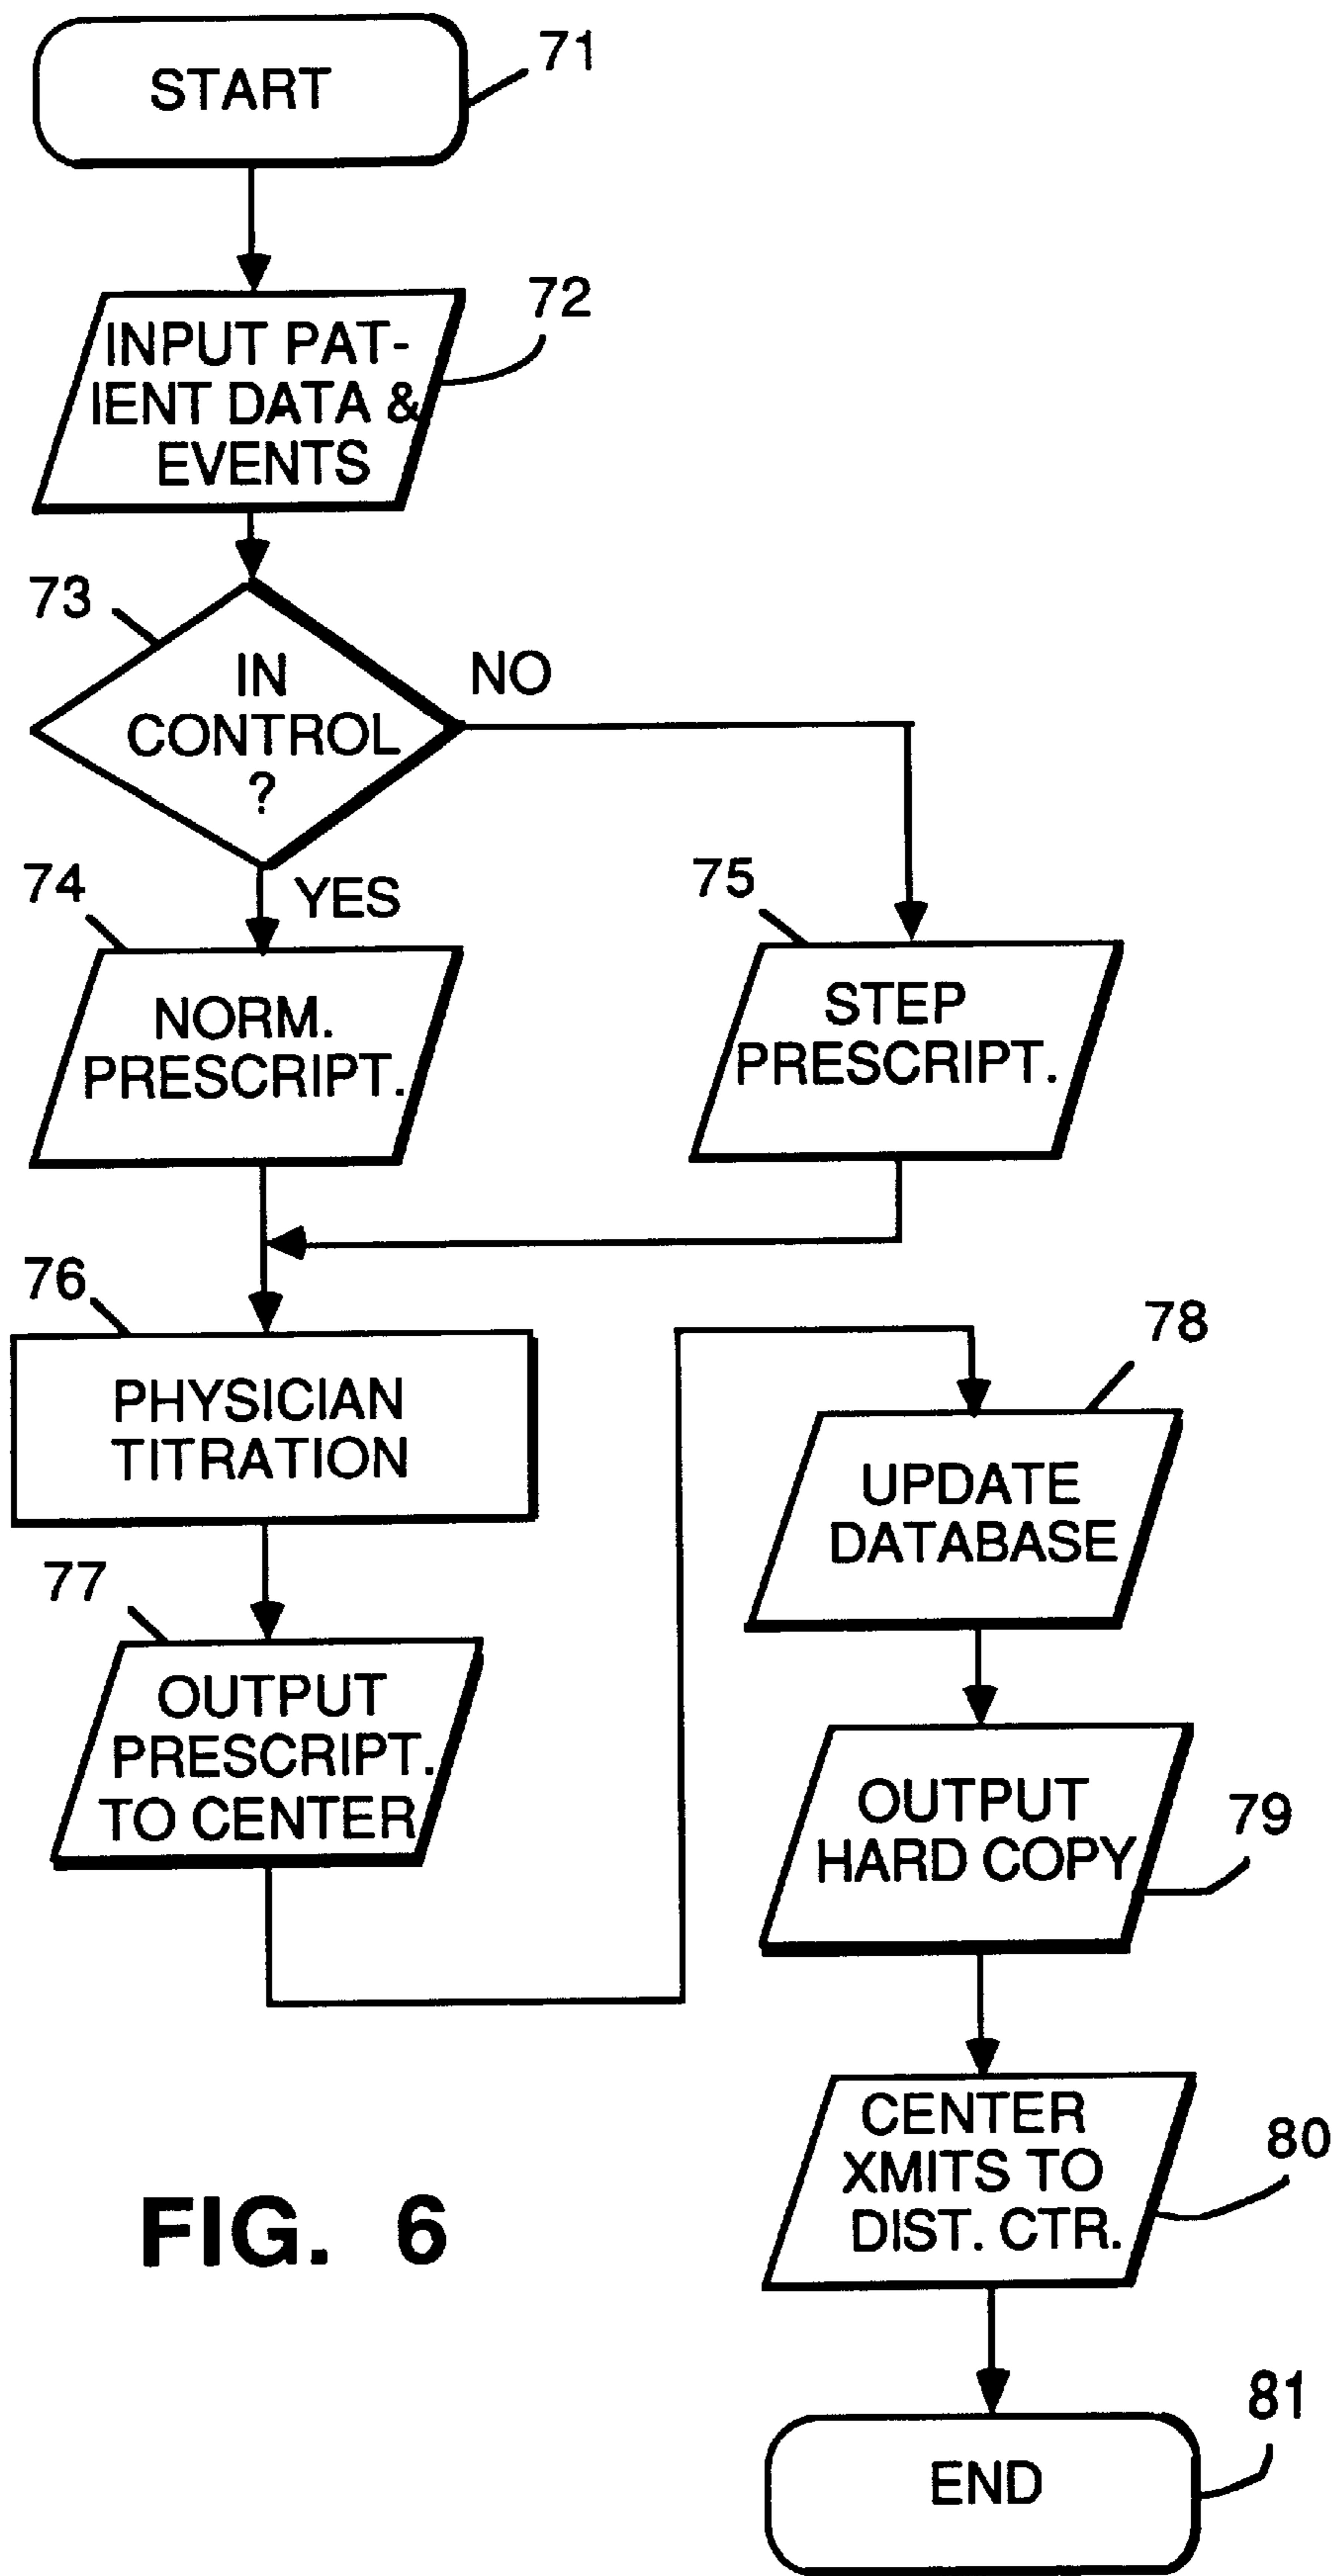 START
71
INPUT PAT-
IENT DATA &
EVENTS
72
73
IN
CONTROL
?
NO
YES
74
NORM.
PRESCRIPT.
75
STEP
PRESCRIPT.
76
PHYSICIAN
TITRATION
77
OUTPUT
PRESCRIPT.
TO CENTER
78
UPDATE
DATABASE
OUTPUT
HARD COPY
79
CENTER
XMITS TO
DIST. CTR.
80
END
81
FIG. 6